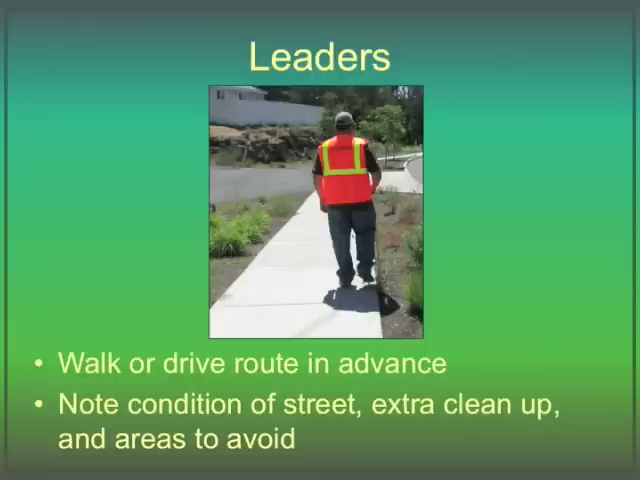 Leaders
• Walk or drive route in advance
• Note condition of street, extra clean up,
and areas to avoid